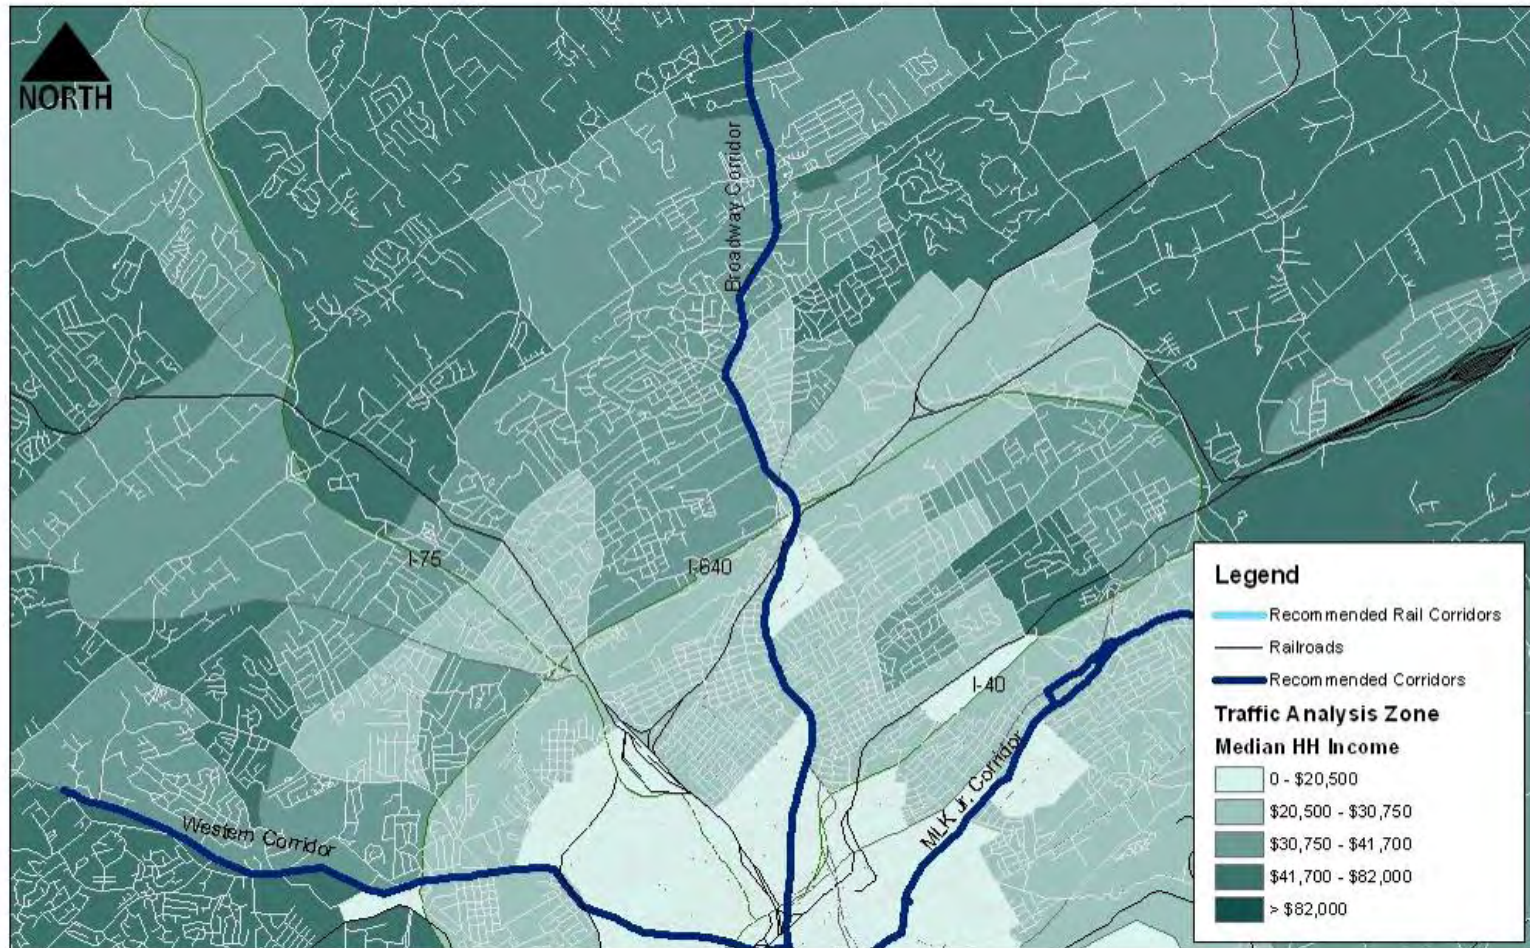 NORTH
Broadway Corridor
I-75
I-640
I-40
MLK Jr. Corridor
Western Corridor
Legend
Recommended Rail Corridors
Railroads
Recommended Corridors
Traffic Analysis Zone
Median HH Income
0 - $20,500
$20,500 - $30,750
$30,750 - $41,700
$41,700 - $82,000
> $82,000